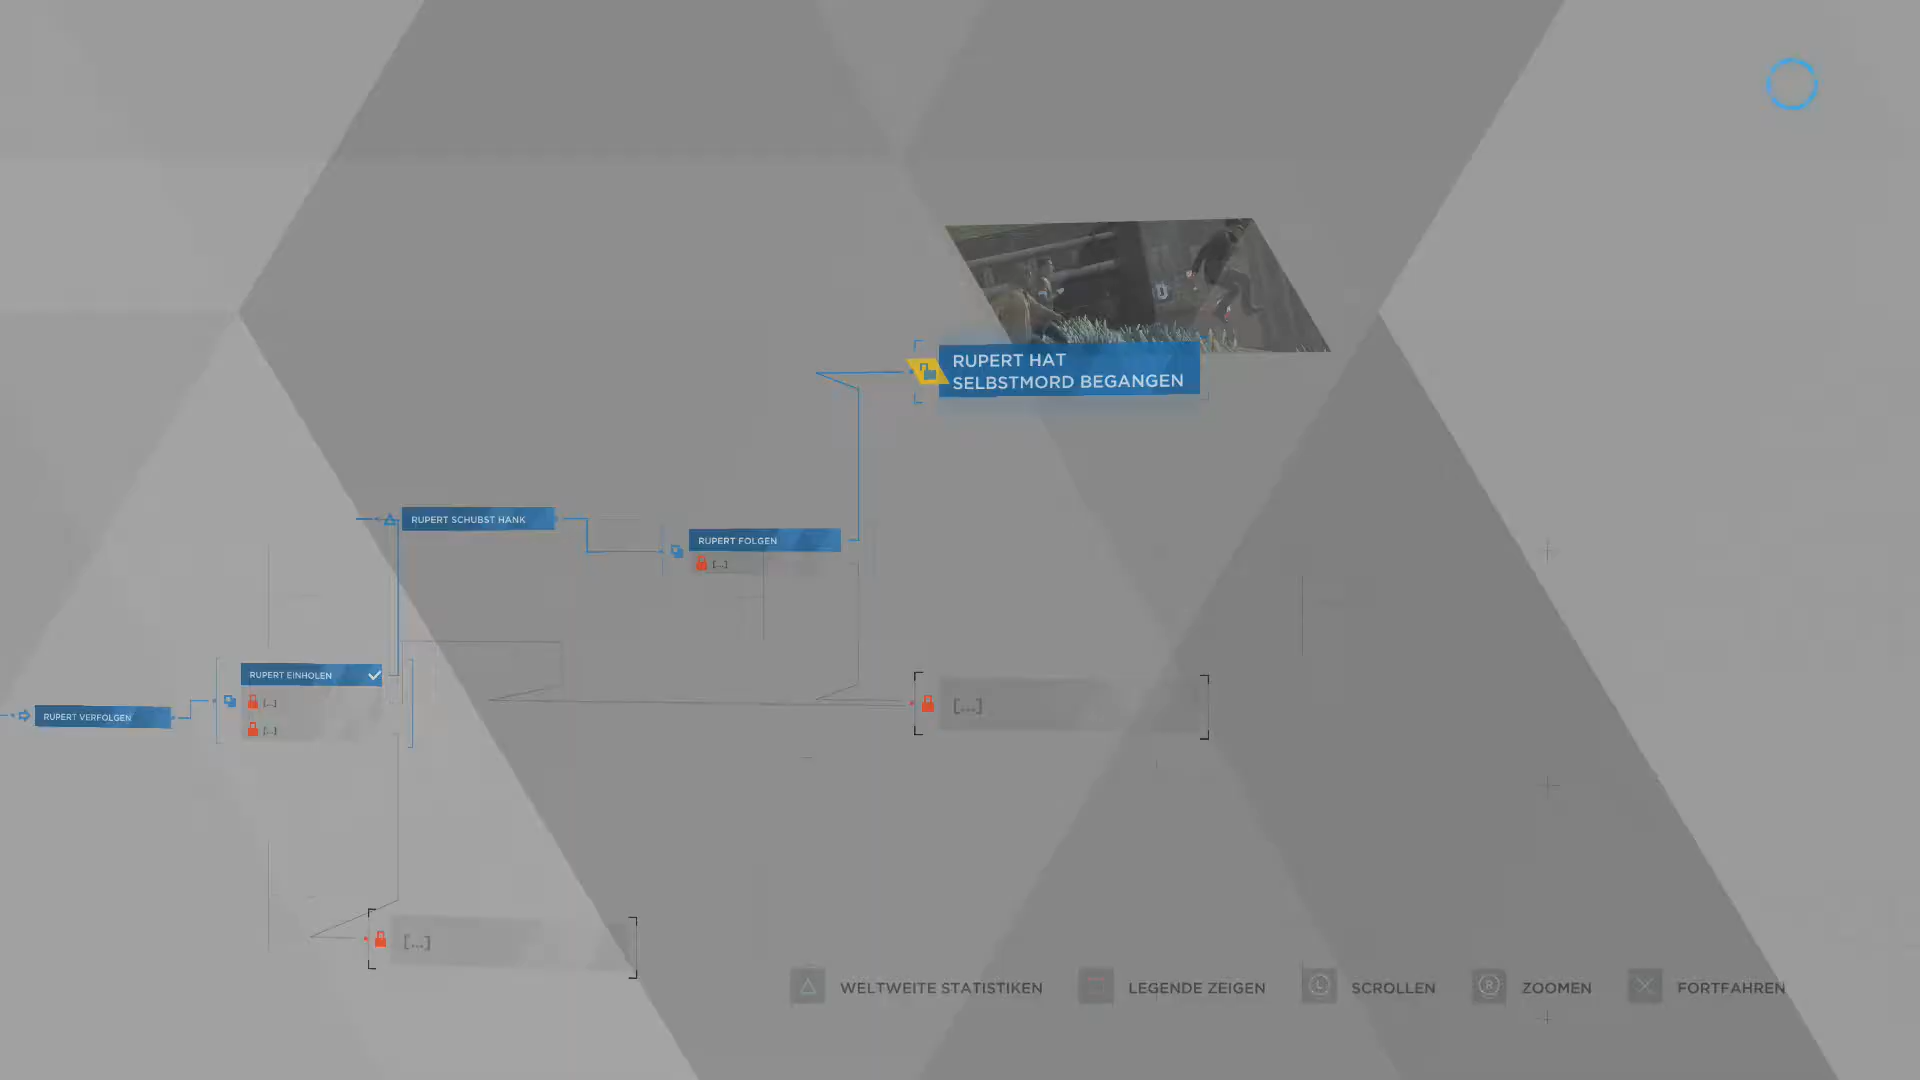 RUPERT HAT
SELBSTMORD BEGANGEN
RUPERT SCHUBST HANK
RUPERT FOLGEN
[...]
RUPERT EINHOLEN
[...]
[...]
RUPERT VERFOLGEN
[...]
[...]
WELTWEITE STATISTIKEN
LEGENDE ZEIGEN
L SCROLLEN
R ZOOMEN
FORTFAHREN